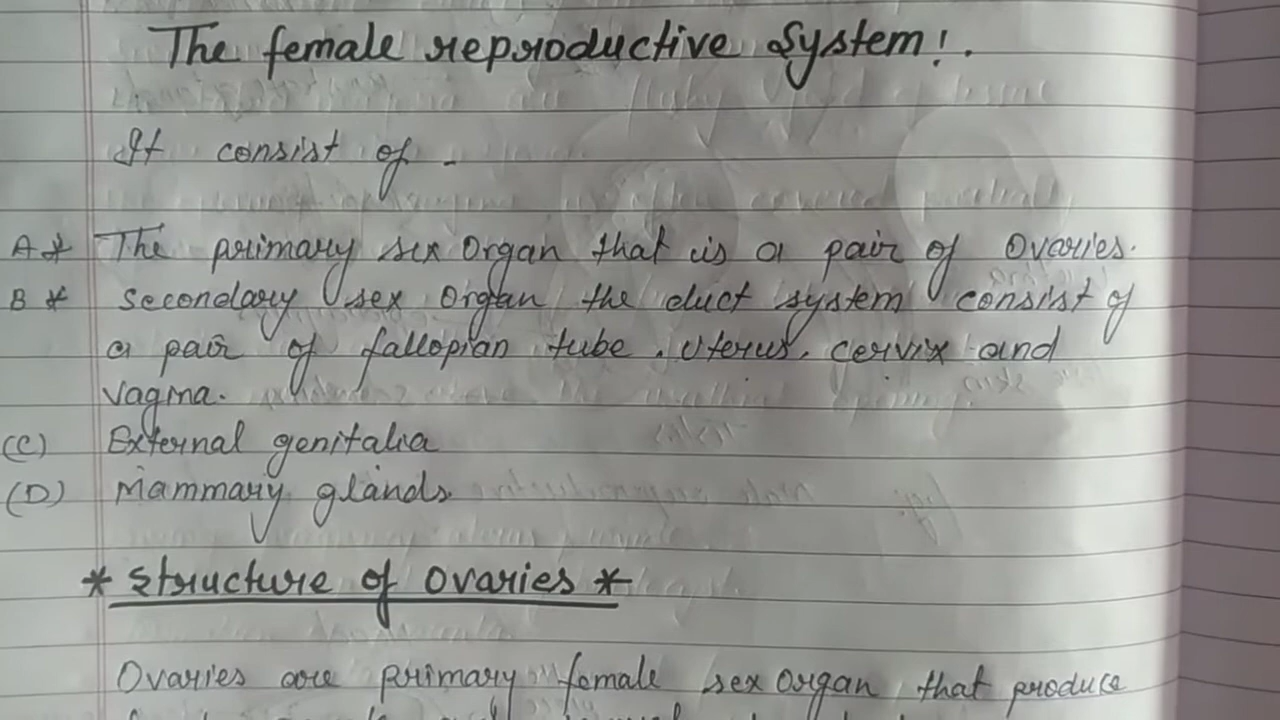 The female reproductive System!.
It consist of -
A* The primary sex organ that is a pair of Ovaries.
B * Secondary sex organ the duct system consist of
a pair of fallopian tube, Uterus, cervix and
vagina.
(C) External genitalia
(D) Mammary glands
* Structure of Ovaries *
Ovaries are primary female sex organ that produce